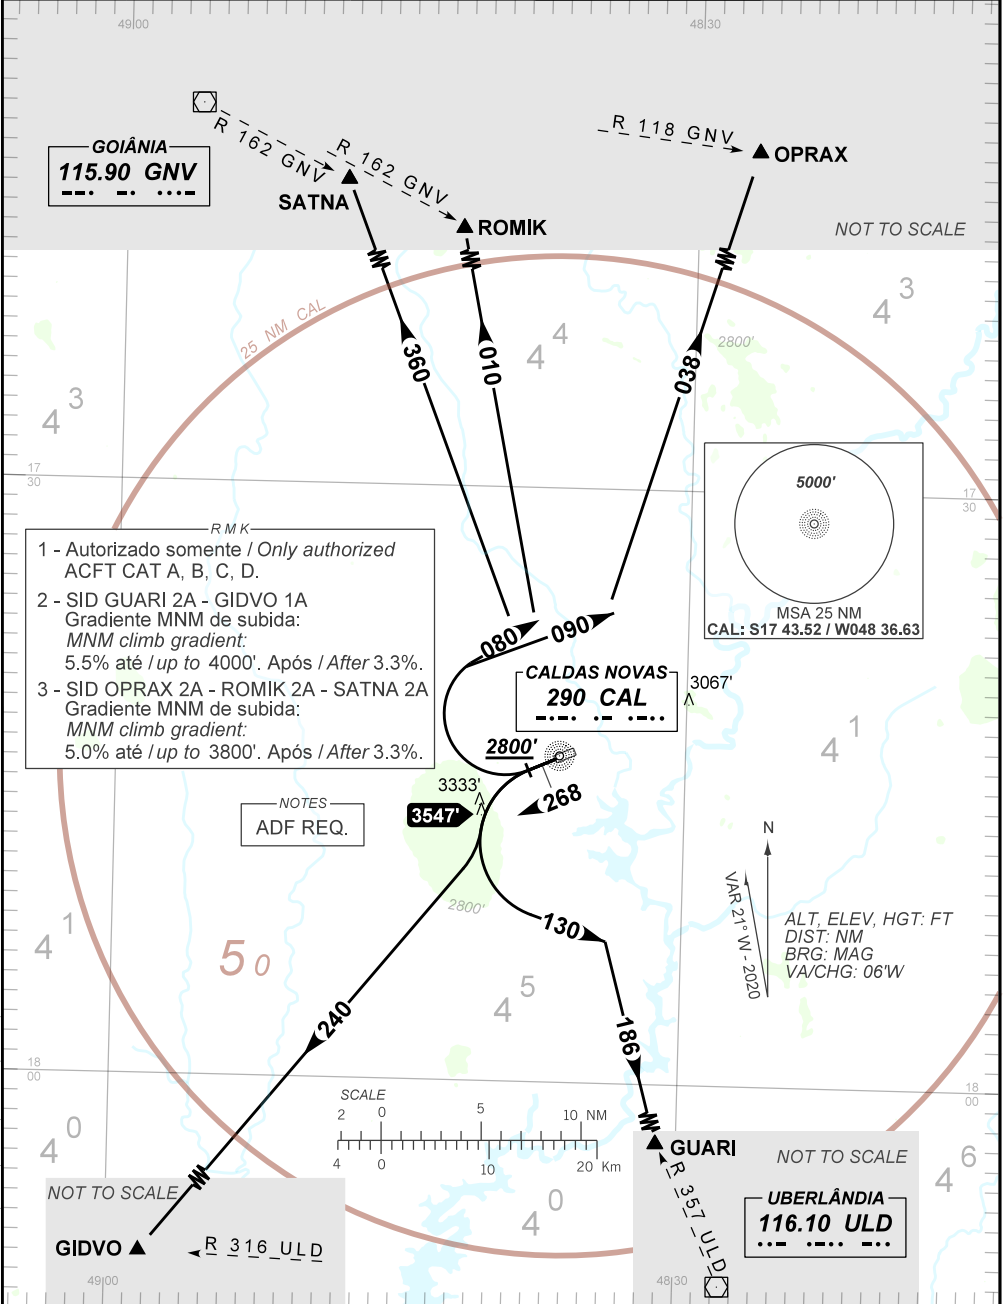 49 00
48 30
GOIÂNIA
115.90 GNV
R 162 GNV
R 162 GNV
R 118 GNV
SATNA
ROMIK
OPRAX
NOT TO SCALE
25 NM CAL
4 3
4 4
4 3
2800'
360
010
038
17 30
17 30
5000'
MSA 25 NM
CAL: S17 43.52 / W048 36.63
RMK
1 - Autorizado somente / Only authorized
ACFT CAT A, B, C, D.
2 - SID GUARI 2A - GIDVO 1A
Gradiente MNM de subida:
MNM climb gradient:
5.5% até / up to 4000'. Após / After 3.3%.
3 - SID OPRAX 2A - ROMIK 2A - SATNA 2A
Gradiente MNM de subida:
MNM climb gradient:
5.0% até / up to 3800'. Após / After 3.3%.
080
090
CALDAS NOVAS
290 CAL
3067'
4 1
2800'
268
3333'
3547'
NOTES
ADF REQ.
2800'
N
VAR 21° W - 2020
ALT, ELEV, HGT: FT
DIST: NM
BRG: MAG
VA/CHG: 06'W
4 1
5 0
4 5
130
240
186
18 00
18 00
SCALE
2 0 5 10 NM
4 0 10 20 Km
4 0
4 0
4 6
GUARI
NOT TO SCALE
R 357 ULD
UBERLÂNDIA
116.10 ULD
NOT TO SCALE
GIDVO
R 316 ULD
49 00
48 30